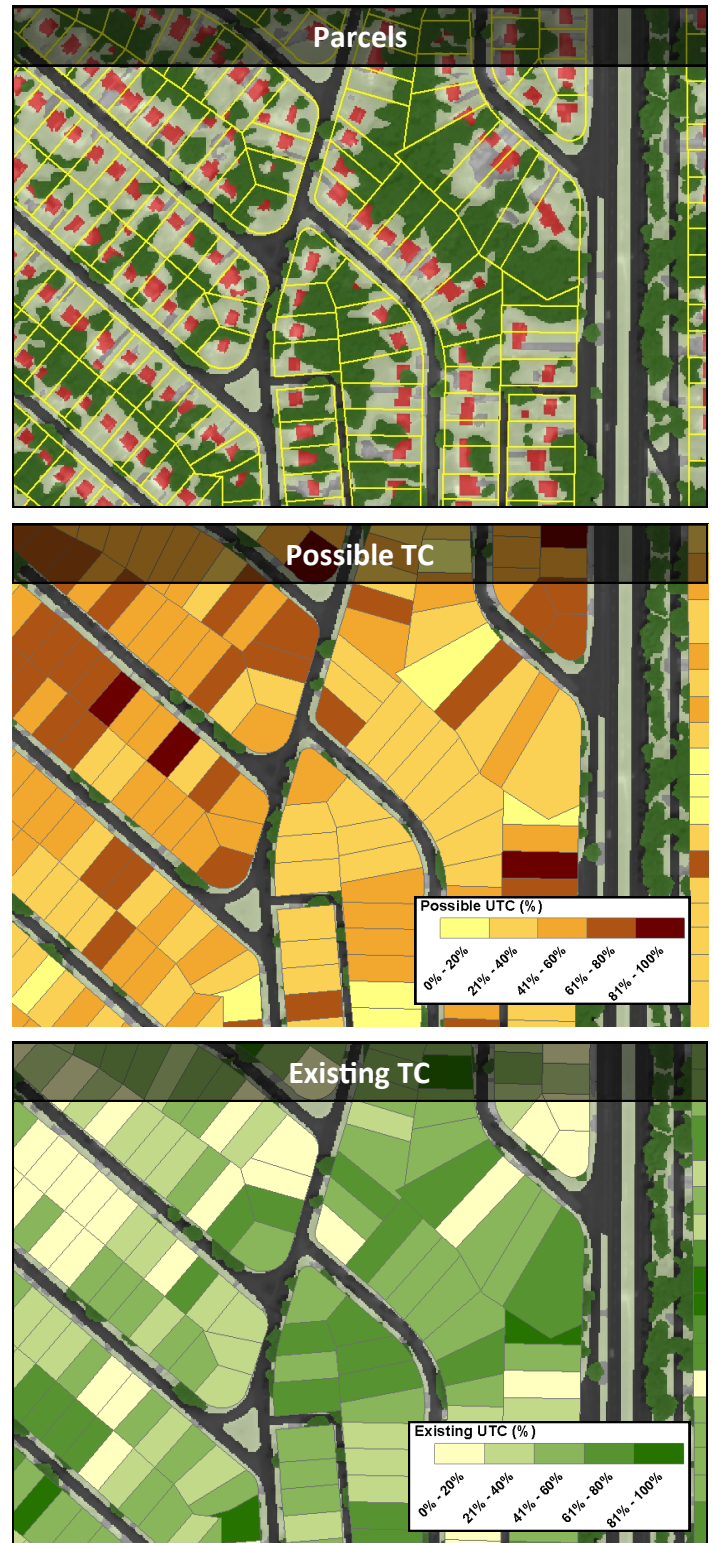 Parcels
Possible TC
Possible UTC (%)
0% - 20%
21% - 40%
41% - 60%
61% - 80%
81% - 100%
Existing TC
Existing UTC (%)
0% - 20%
21% - 40%
41% - 60%
61% - 80%
81% - 100%